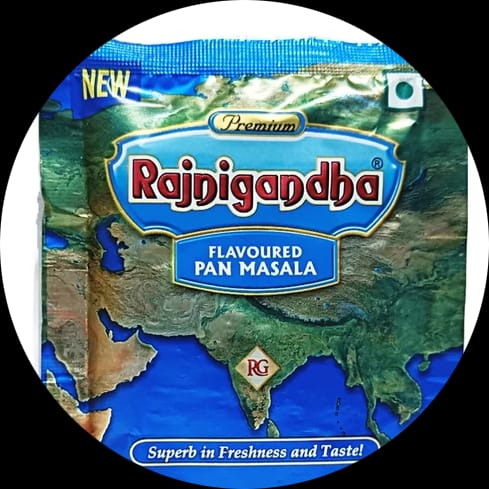 NEW
Premium
Rajnigandha®
FLAVOURED
PAN MASALA
RG
Superb in Freshness and Taste!